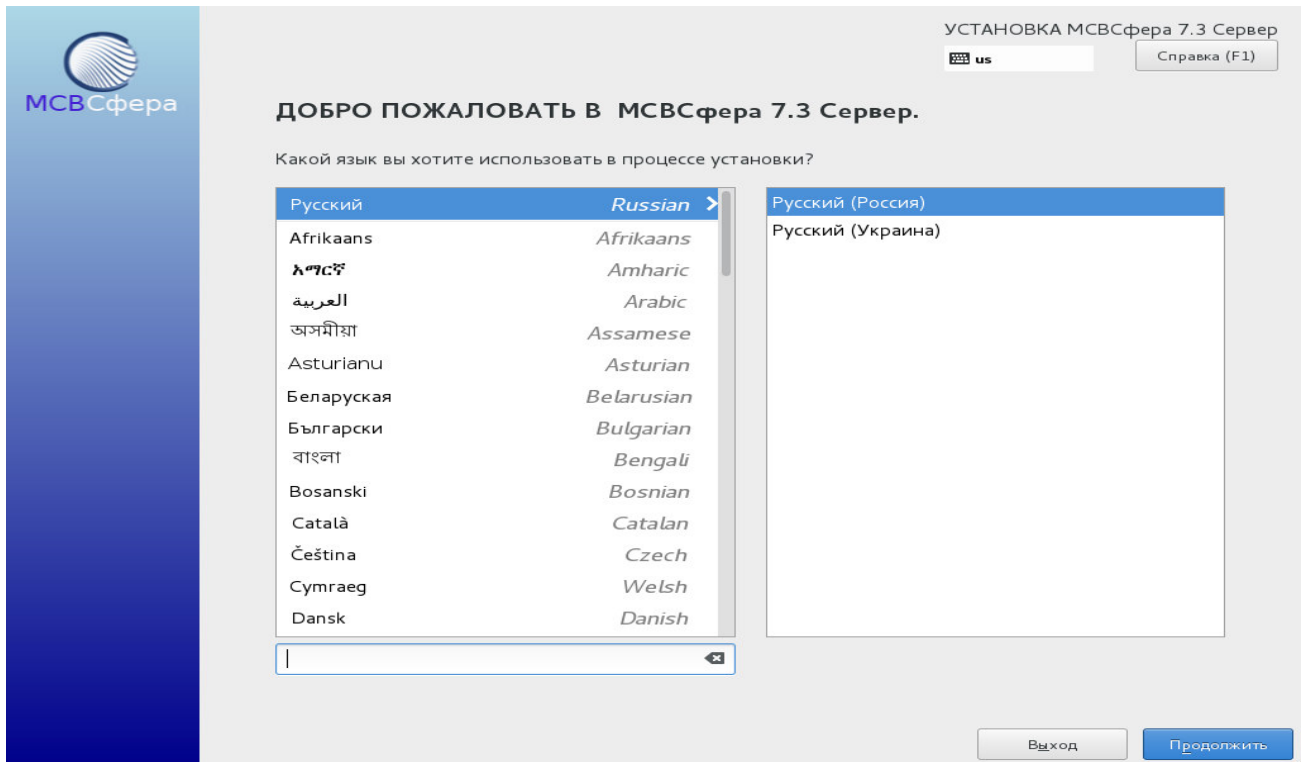 МСВСфера
УСТАНОВКА МСВСфера 7.3 Сервер
us
Справка (F1)
ДОБРО ПОЖАЛОВАТЬ В МСВСфера 7.3 Сервер.
Какой язык вы хотите использовать в процессе установки?
Русский Russian
Afrikaans Afrikaans
አማርኛ Amharic
العربية Arabic
অসমীয়া Assamese
Asturianu Asturian
Беларуская Belarusian
Български Bulgarian
বাংলা Bengali
Bosanski Bosnian
Català Catalan
Čeština Czech
Cymraeg Welsh
Dansk Danish
Русский (Россия)
Русский (Украина)
Выход
Продолжить